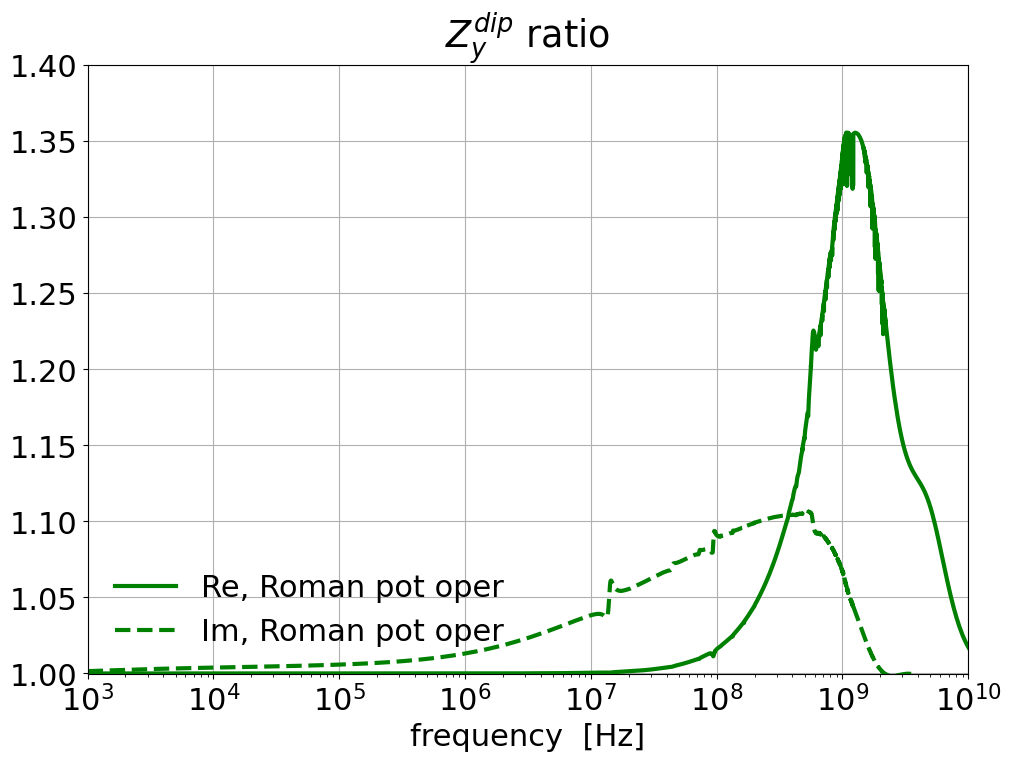 $Z_y^{dip}$ ratio
1.40
1.35
1.30
1.25
1.20
1.15
1.10
1.05
1.00
Re, Roman pot oper
Im, Roman pot oper
$10^3$ $10^4$ $10^5$ $10^6$ $10^7$ $10^8$ $10^9$ $10^{10}$
frequency [Hz]